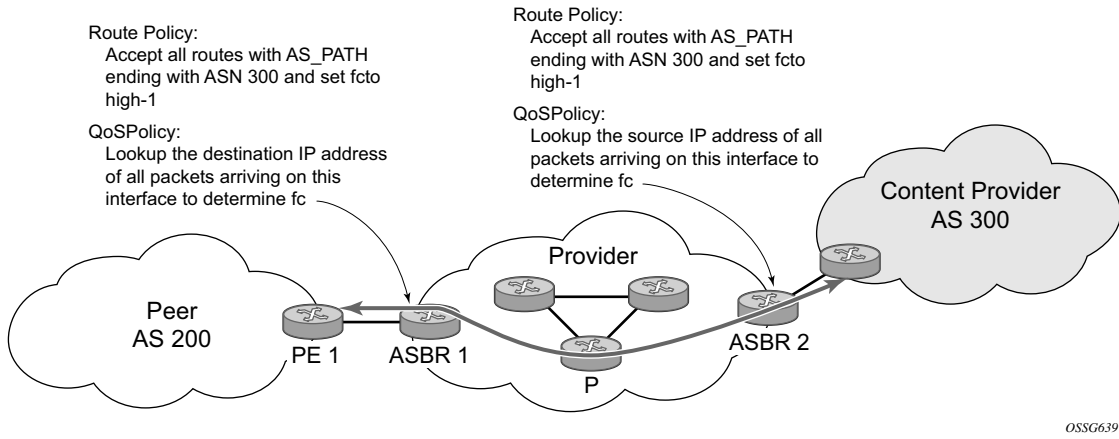 Route Policy:
Accept all routes with AS_PATH
ending with ASN 300 and set fcto
high-1
QoSPolicy:
Lookup the destination IP address
of all packets arriving on this
interface to determine fc
Route Policy:
Accept all routes with AS_PATH
ending with ASN 300 and set fcto
high-1
QoSPolicy:
Lookup the source IP address of all
packets arriving on this interface to
determine fc
Content Provider
AS 300
Provider
Peer
AS 200
PE 1
ASBR 1
P
ASBR 2
OSSG639